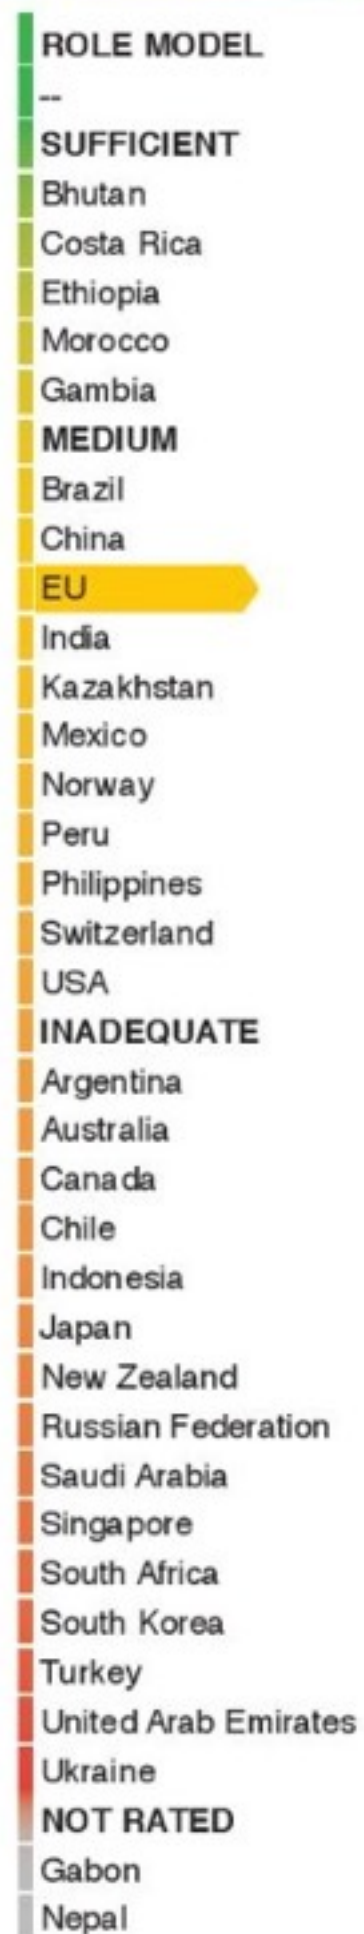 ROLE MODEL
--
SUFFICIENT
Bhutan
Costa Rica
Ethiopia
Morocco
Gambia
MEDIUM
Brazil
China
EU
India
Kazakhstan
Mexico
Norway
Peru
Philippines
Switzerland
USA
INADEQUATE
Argentina
Australia
Canada
Chile
Indonesia
Japan
New Zealand
Russian Federation
Saudi Arabia
Singapore
South Africa
South Korea
Turkey
United Arab Emirates
Ukraine
NOT RATED
Gabon
Nepal